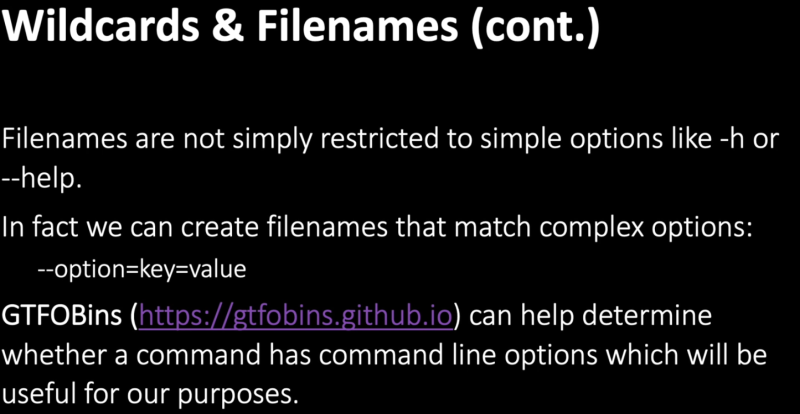 Wildcards & Filenames (cont.)
Filenames are not simply restricted to simple options like -h or
--help.
In fact we can create filenames that match complex options:
--option=key=value
GTFOBins (https://gtfobins.github.io) can help determine
whether a command has command line options which will be
useful for our purposes.